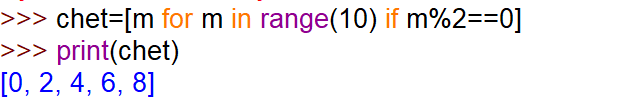 >>> chet=[m for m in range(10) if m%2==0]
>>> print(chet)
[0, 2, 4, 6, 8]